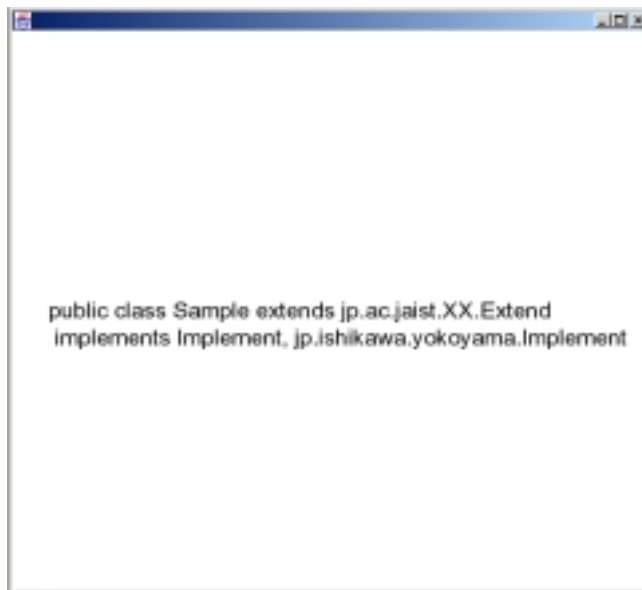 public class Sample extends jp.ac.jaist.XX.Extend
implements Implement, jp.ishikawa.yokoyama.Implement